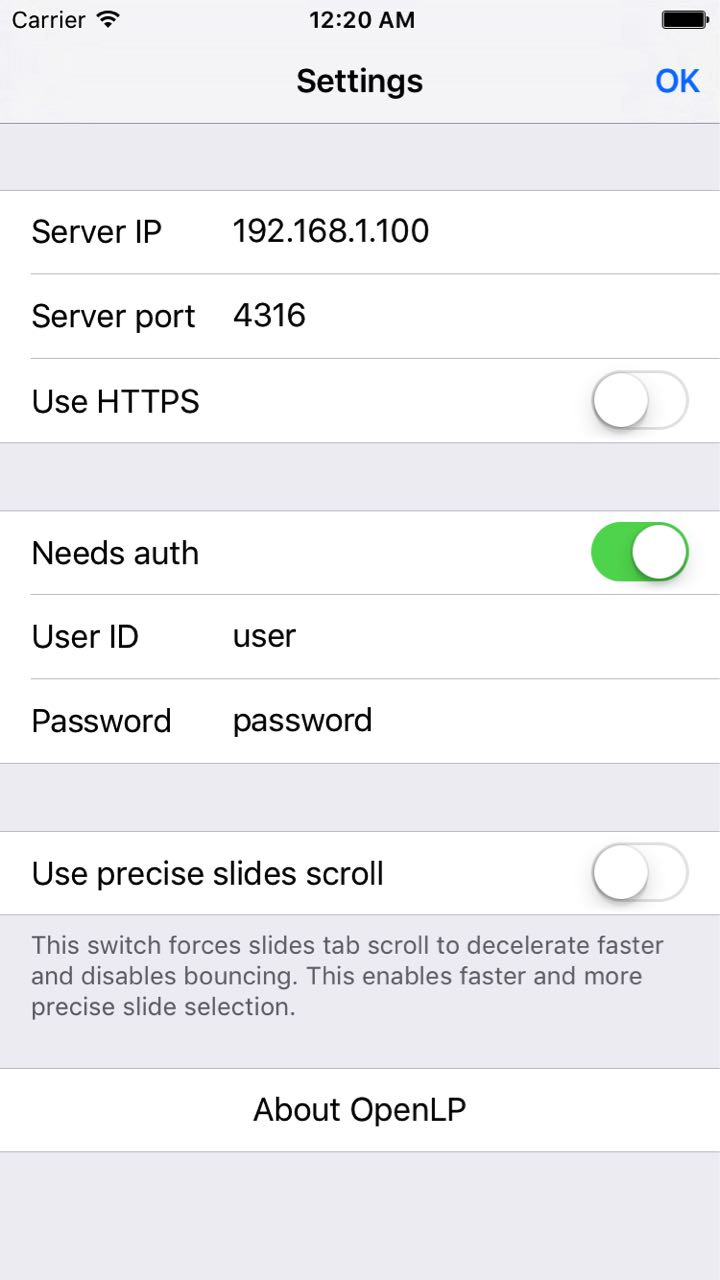 Carrier 12:20 AM
Settings OK
Server IP 192.168.1.100
Server port 4316
Use HTTPS
Needs auth
User ID user
Password password
Use precise slides scroll
This switch forces slides tab scroll to decelerate faster
and disables bouncing. This enables faster and more
precise slide selection.
About OpenLP